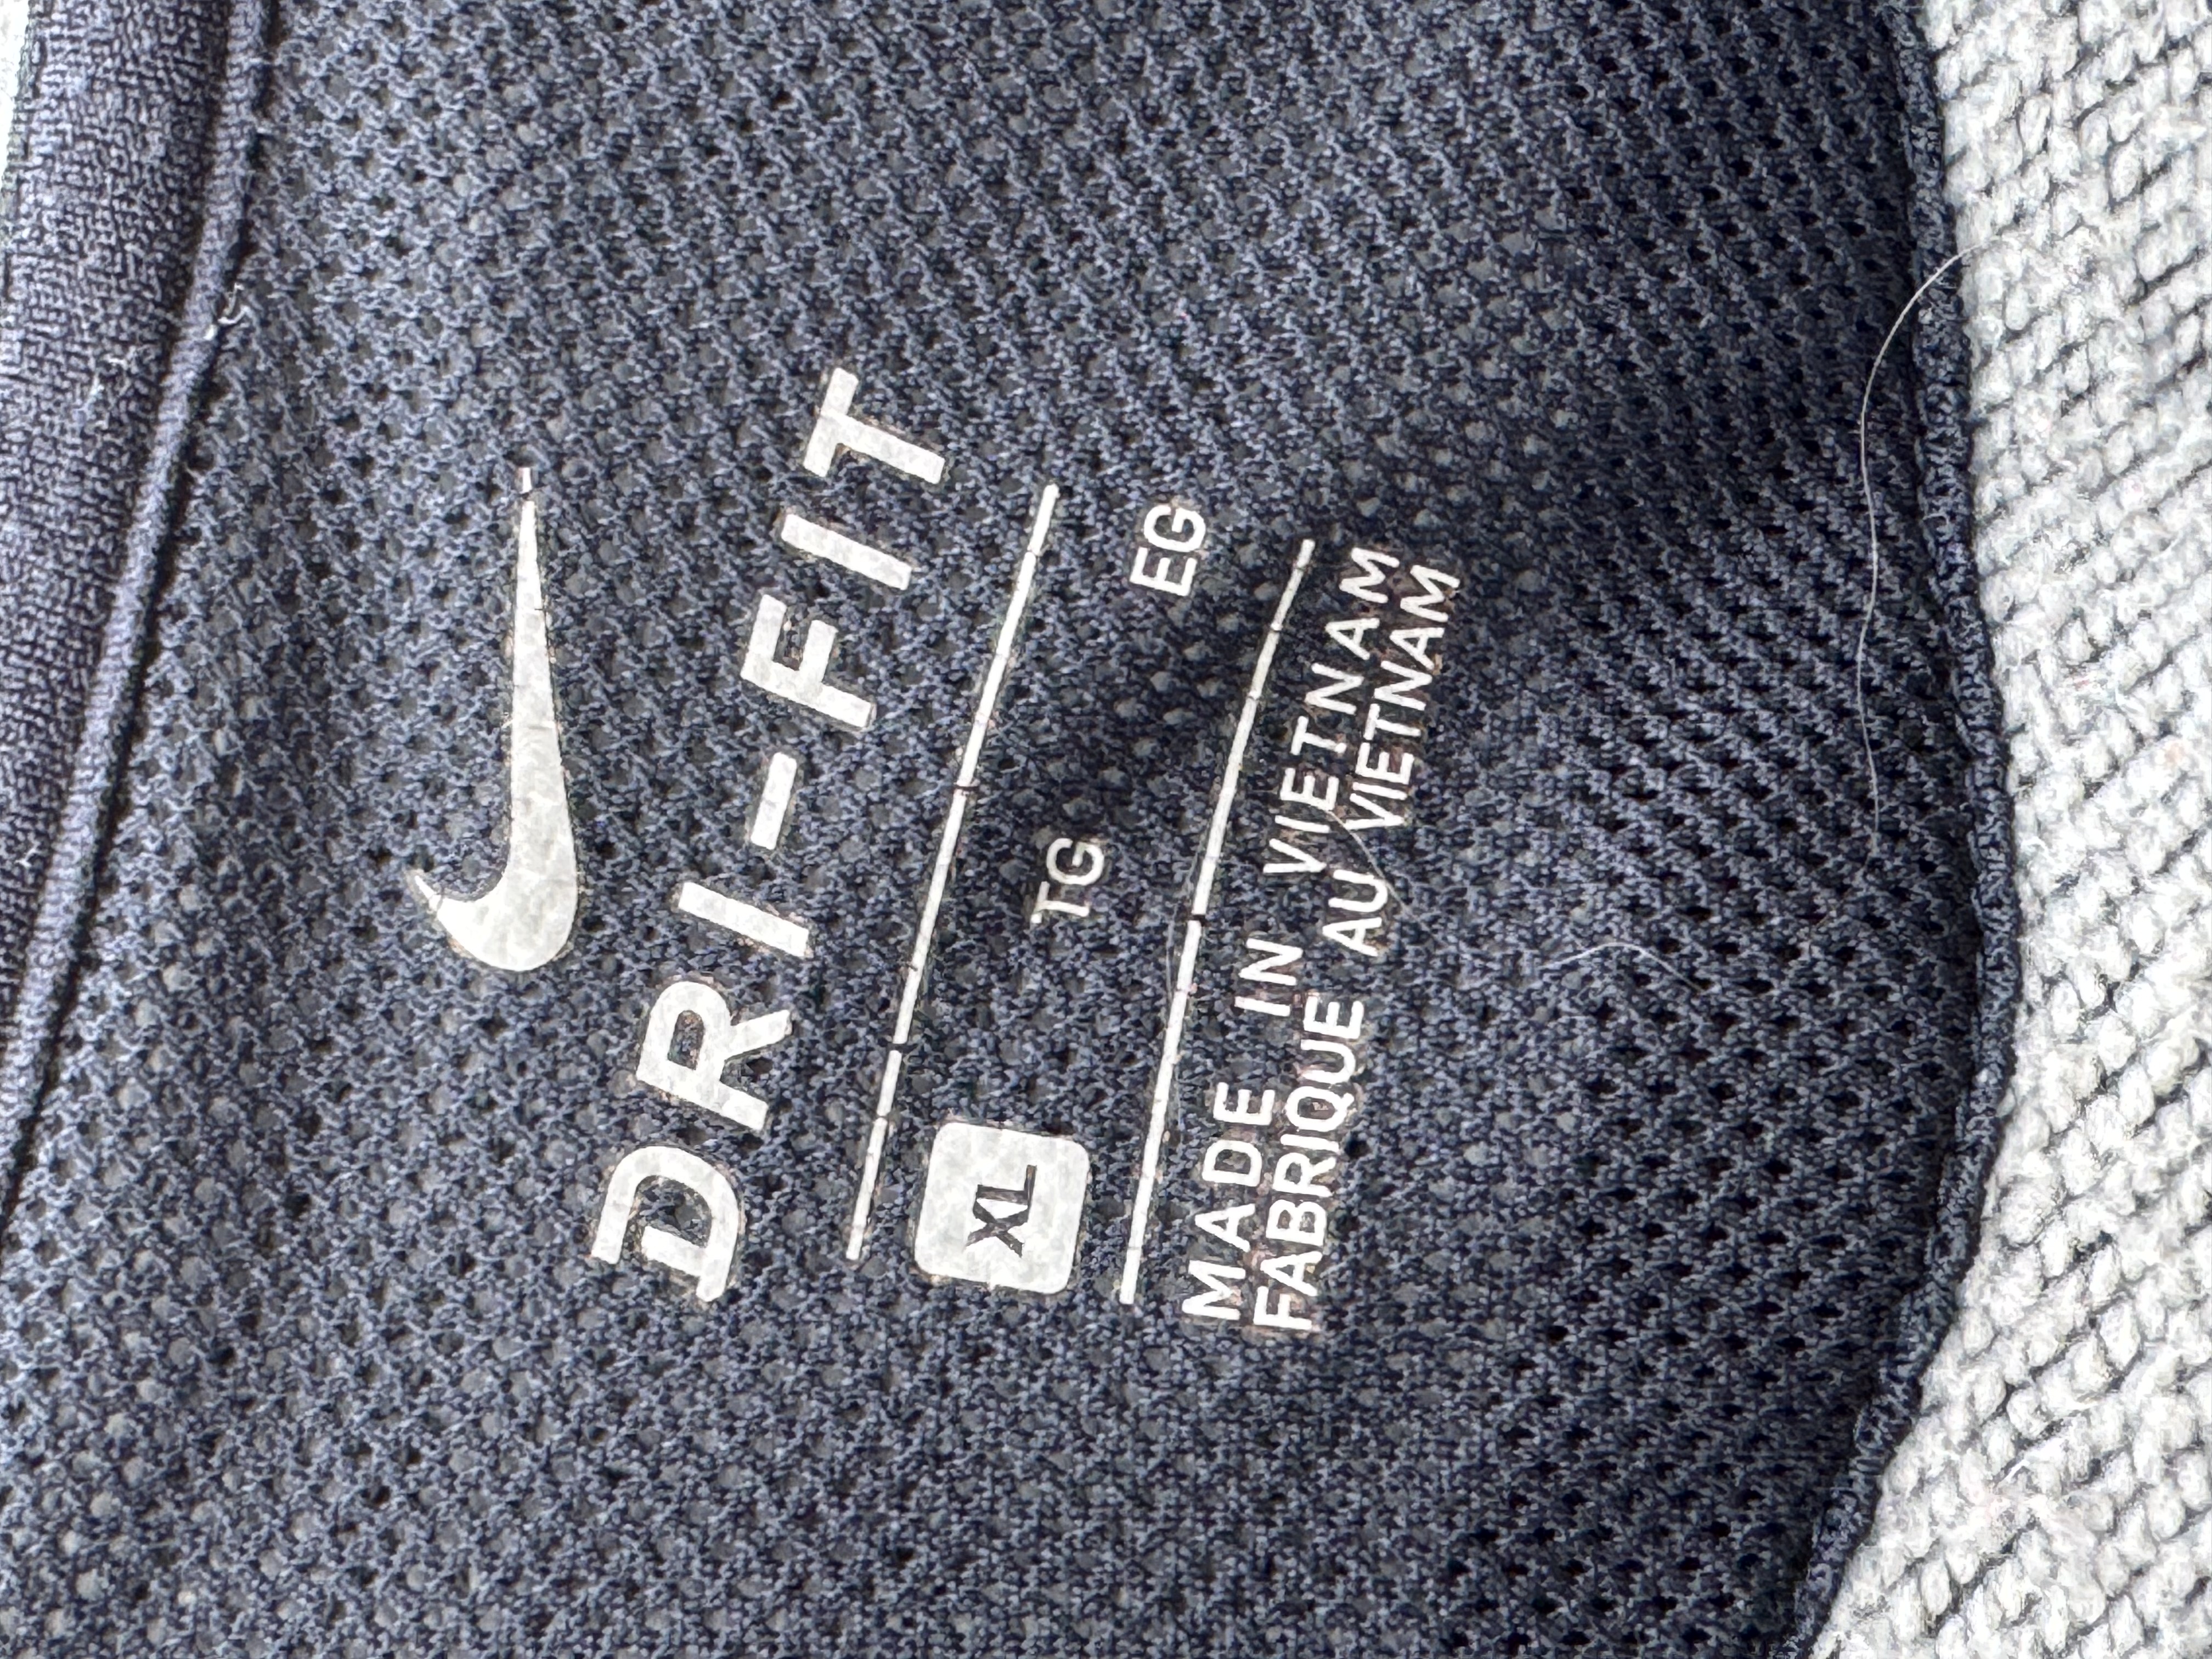 DRI-FIT
XL TG EG
MADE IN VIETNAM
FABRIQUE AU VIETNAM